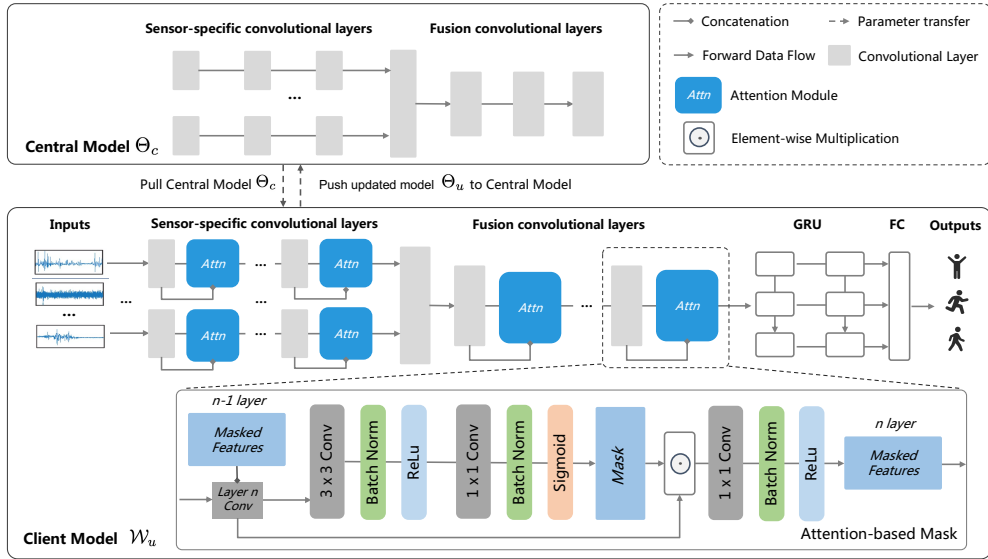 Sensor-specific convolutional layers
Fusion convolutional layers
...
Central Model Θc
Concatenation
Parameter transfer
Forward Data Flow
Convolutional Layer
Attn
Attention Module
Element-wise Multiplication
Pull Central Model Θc
Push updated model Θu to Central Model
Inputs
Sensor-specific convolutional layers
Fusion convolutional layers
GRU
FC
Outputs
Attn
...
Attn
...
...
Attn
...
Attn
Attn
...
Attn
n-1 layer
Masked
Features
Layer n
Conv
3 x 3 Conv
Batch Norm
ReLu
1 x 1 Conv
Batch Norm
Sigmoid
Mask
1 x 1 Conv
Batch Norm
ReLu
n layer
Masked
Features
Attention-based Mask
Client Model Wu